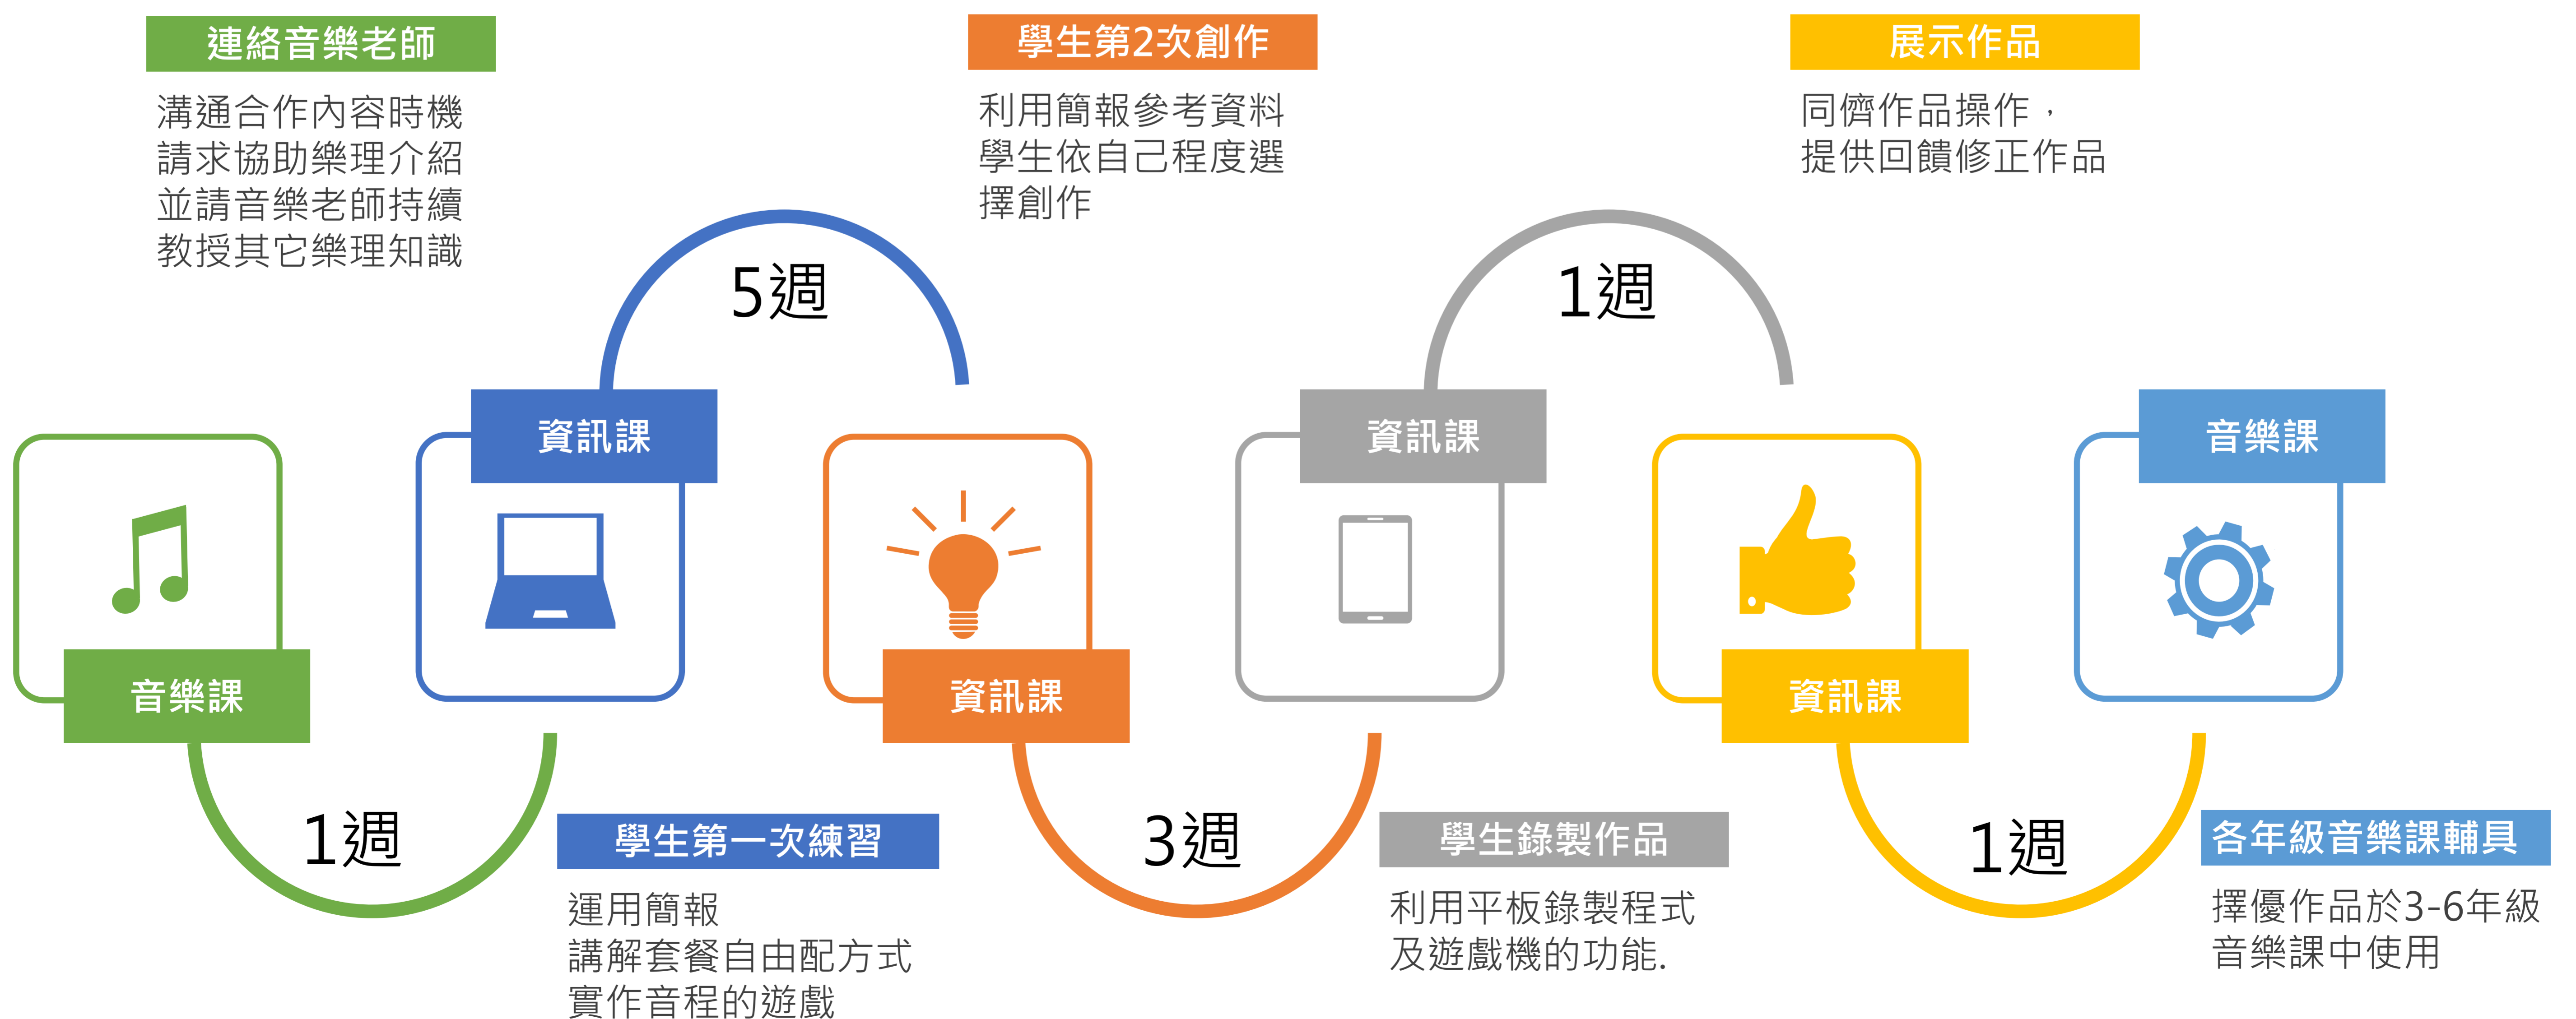 連絡音樂老師
溝通合作內容時機
請求協助樂理介紹
並請音樂老師持續
教授其它樂理知識
音樂課
1週
資訊課
學生第一次練習
運用簡報
講解套餐自由配方式
實作音程的遊戲
5週
學生第2次創作
利用簡報參考資料
學生依自己程度選
擇創作
資訊課
3週
資訊課
學生錄製作品
利用平板錄製程式
及遊戲機的功能.
1週
展示作品
同儕作品操作，
提供回饋修正作品
資訊課
1週
音樂課
各年級音樂課輔具
擇優作品於3-6年級
音樂課中使用